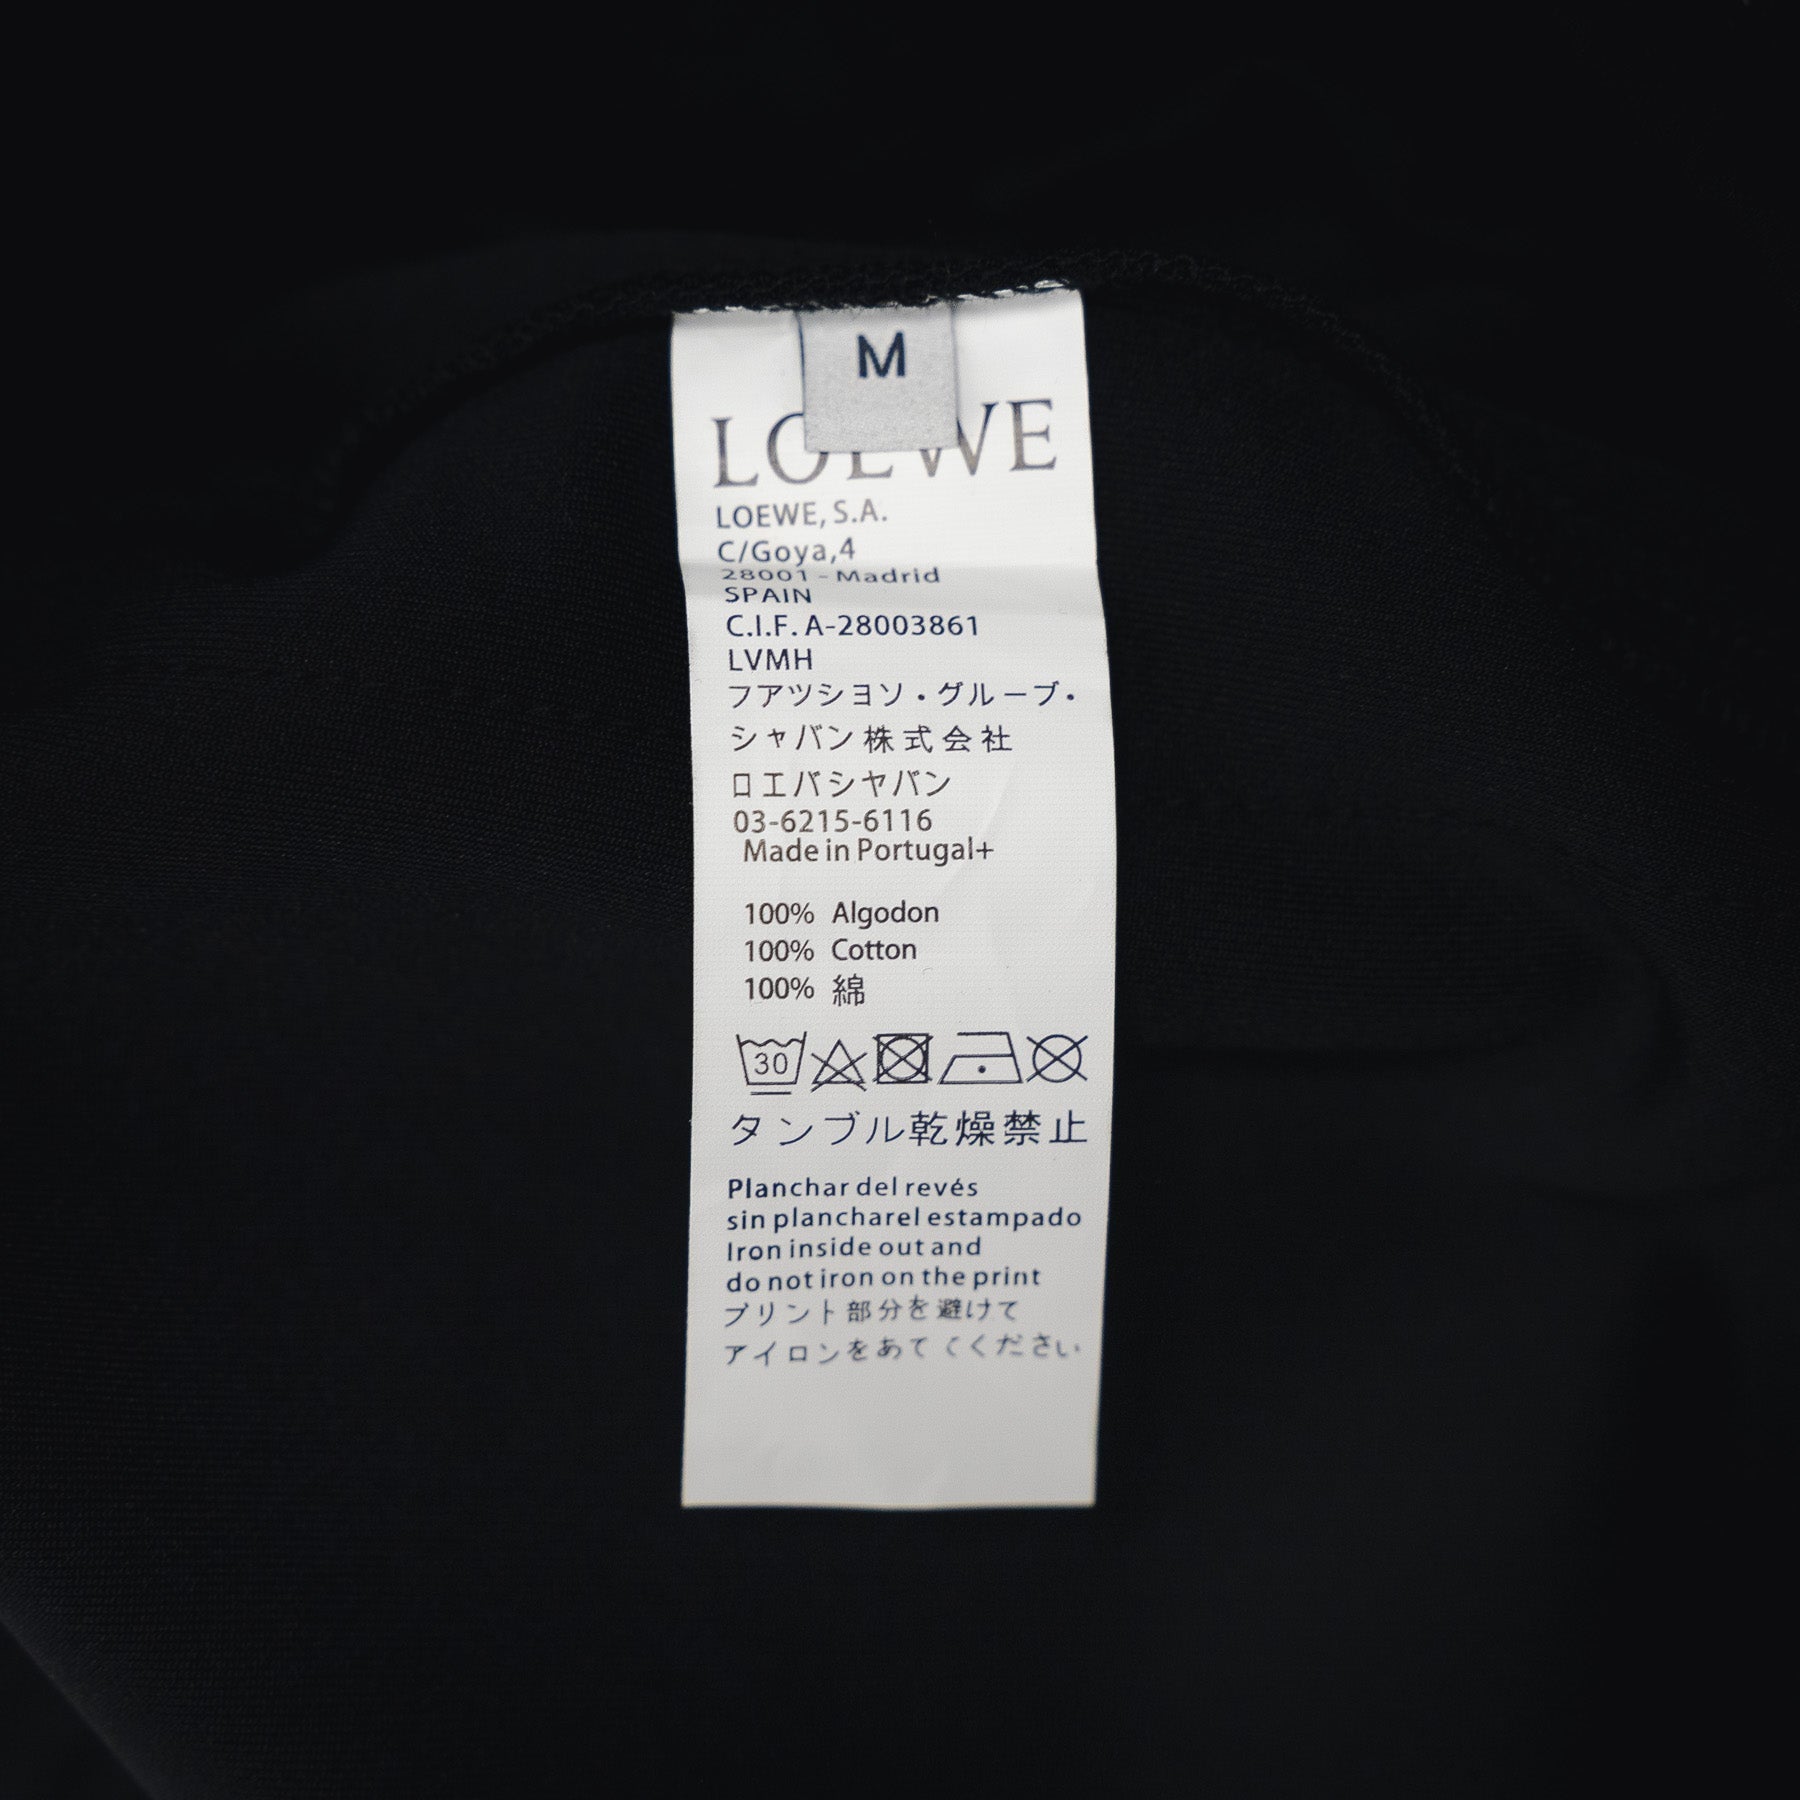 M
LOEWE
LOEWE, S.A.
C/Goya,4
28001 - Madrid
SPAIN
C.I.F. A-28003861
LVMH
フアツシヨソ・グルーブ・
シャバン株式会社
ロエバシヤバン
03-6215-6116
Made in Portugal+
100% Algodon
100% Cotton
100% 綿
30
タンブル乾燥禁止
Planchar del revés
sin plancharel estampado
Iron inside out and
do not iron on the print
プリント部分を避けて
アイロンをあててください